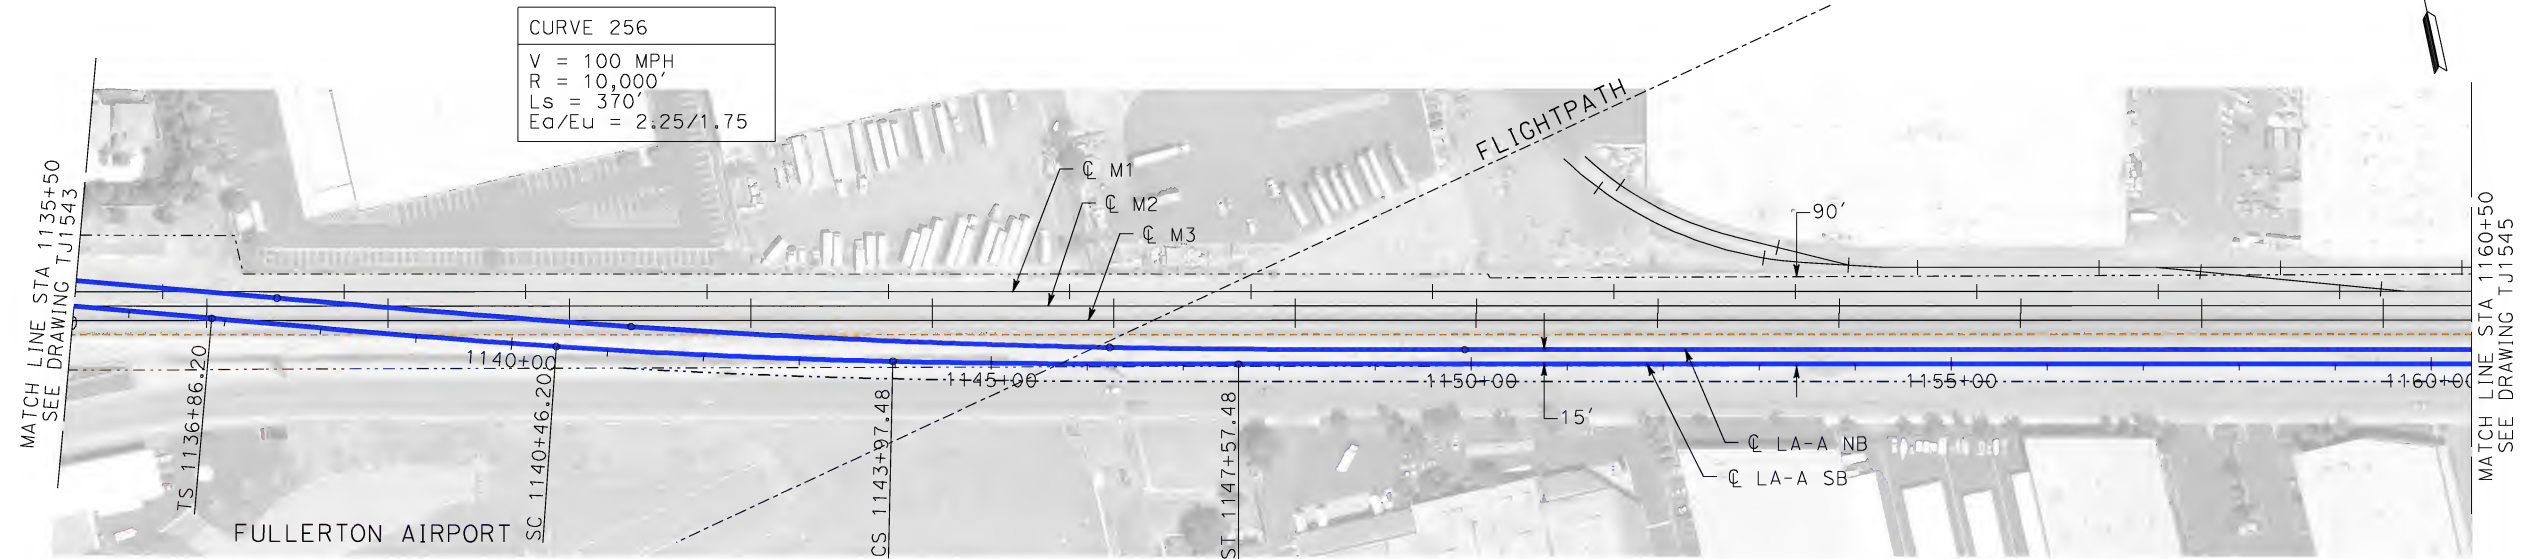 CURVE 256
V = 100 MPH
R = 10,000'
Ls = 370'
Ea/Eu = 2.25/1.75
FLIGHTPATH
MATCH LINE STA 1135+50
SEE DRAWING TJ1543
℄ M1
℄ M2
℄ M3
90'
MATCH LINE STA 1160+50
SEE DRAWING TJ1545
1140+00
1145+00
1150+00
1155+00
1160+00
15'
TS 1136+86.20
SC 1140+46.20
CS 1143+97.48
ST 1147+57.48
℄ LA-A NB
℄ LA-A SB
FULLERTON AIRPORT